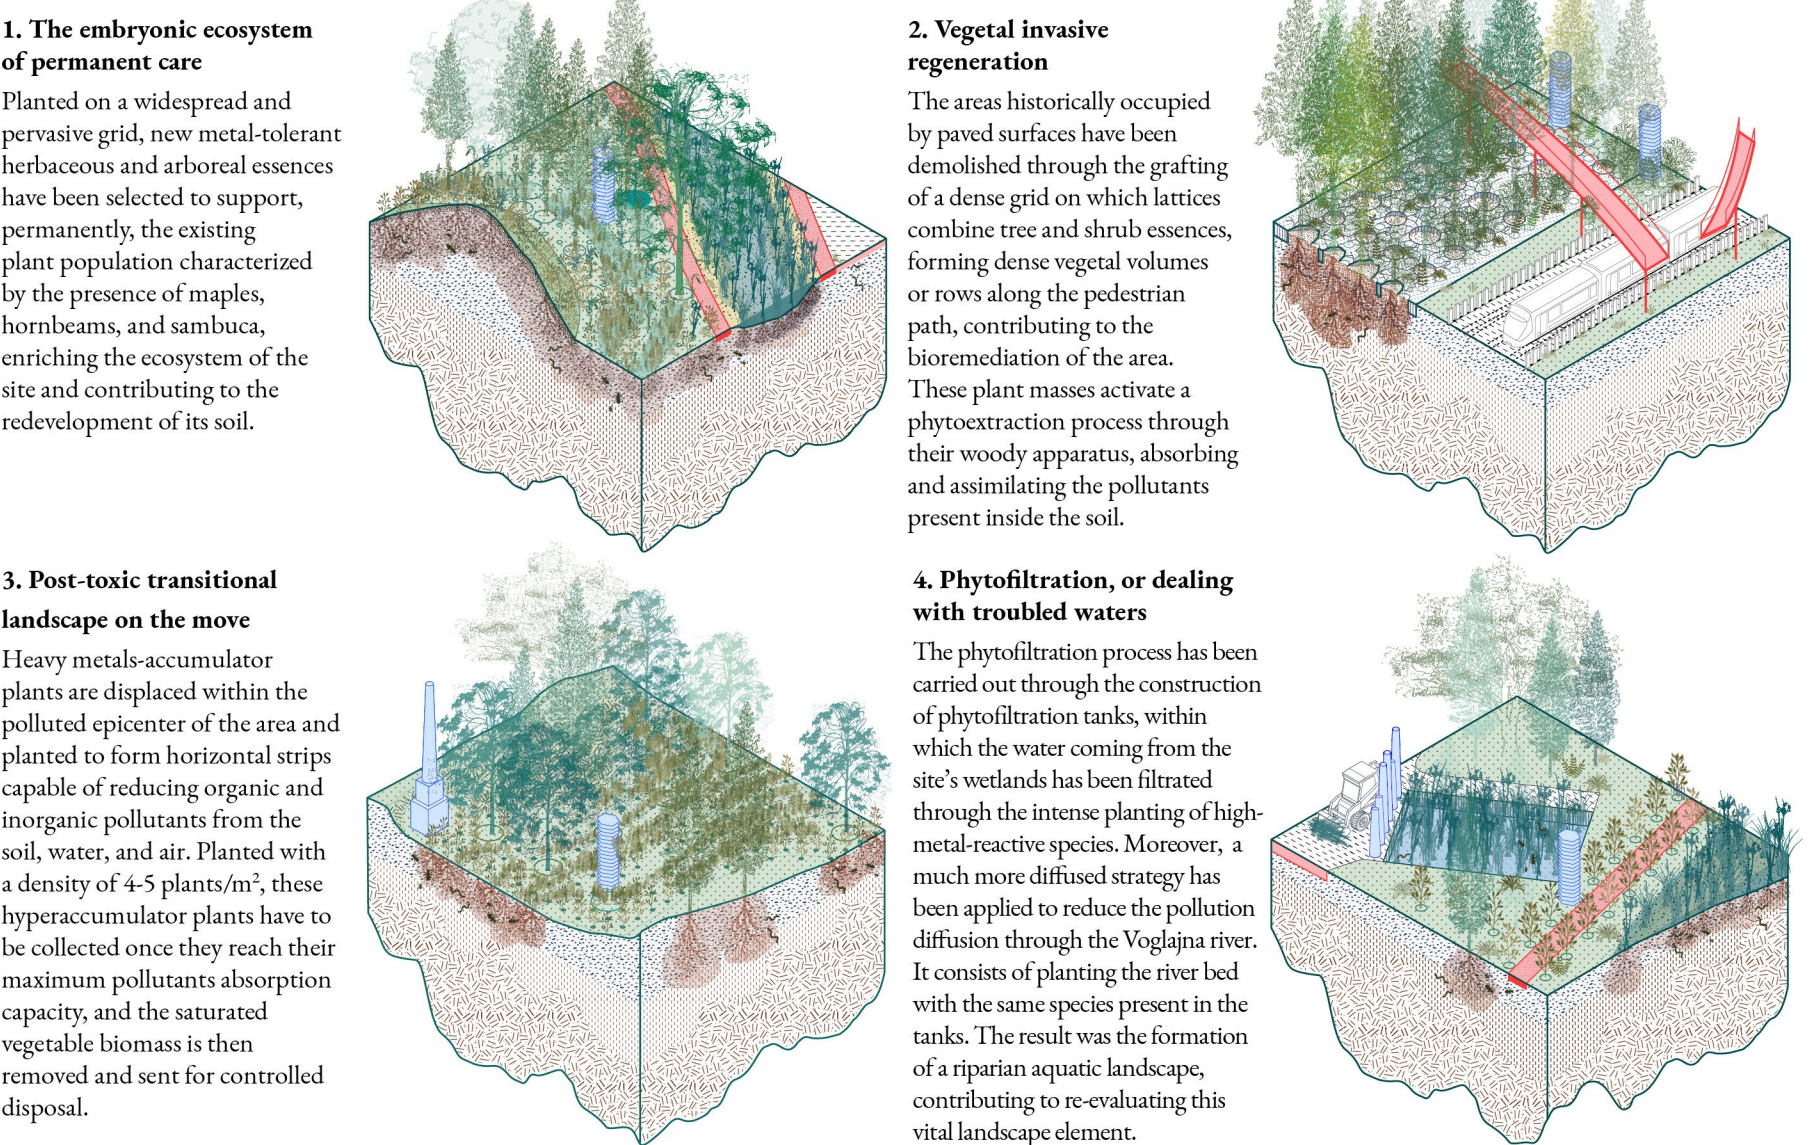 1. The embryonic ecosystem
of permanent care
Planted on a widespread and
pervasive grid, new metal-tolerant
herbaceous and arboreal essences
have been selected to support,
permanently, the existing
plant population characterized
by the presence of maples,
hornbeams, and sambuca,
enriching the ecosystem of the
site and contributing to the
redevelopment of its soil.
2. Vegetal invasive
regeneration
The areas historically occupied
by paved surfaces have been
demolished through the grafting
of a dense grid on which lattices
combine tree and shrub essences,
forming dense vegetal volumes
or rows along the pedestrian
path, contributing to the
bioremediation of the area.
These plant masses activate a
phytoextraction process through
their woody apparatus, absorbing
and assimilating the pollutants
present inside the soil.
3. Post-toxic transitional
landscape on the move
Heavy metals-accumulator
plants are displaced within the
polluted epicenter of the area and
planted to form horizontal strips
capable of reducing organic and
inorganic pollutants from the
soil, water, and air. Planted with
a density of 4-5 plants/m², these
hyperaccumulator plants have to
be collected once they reach their
maximum pollutants absorption
capacity, and the saturated
vegetable biomass is then
removed and sent for controlled
disposal.
4. Phytofiltration, or dealing
with troubled waters
The phytofiltration process has been
carried out through the construction
of phytofiltration tanks, within
which the water coming from the
site’s wetlands has been filtrated
through the intense planting of high-
metal-reactive species. Moreover, a
much more diffused strategy has
been applied to reduce the pollution
diffusion through the Voglajna river.
It consists of planting the river bed
with the same species present in the
tanks. The result was the formation
of a riparian aquatic landscape,
contributing to re-evaluating this
vital landscape element.